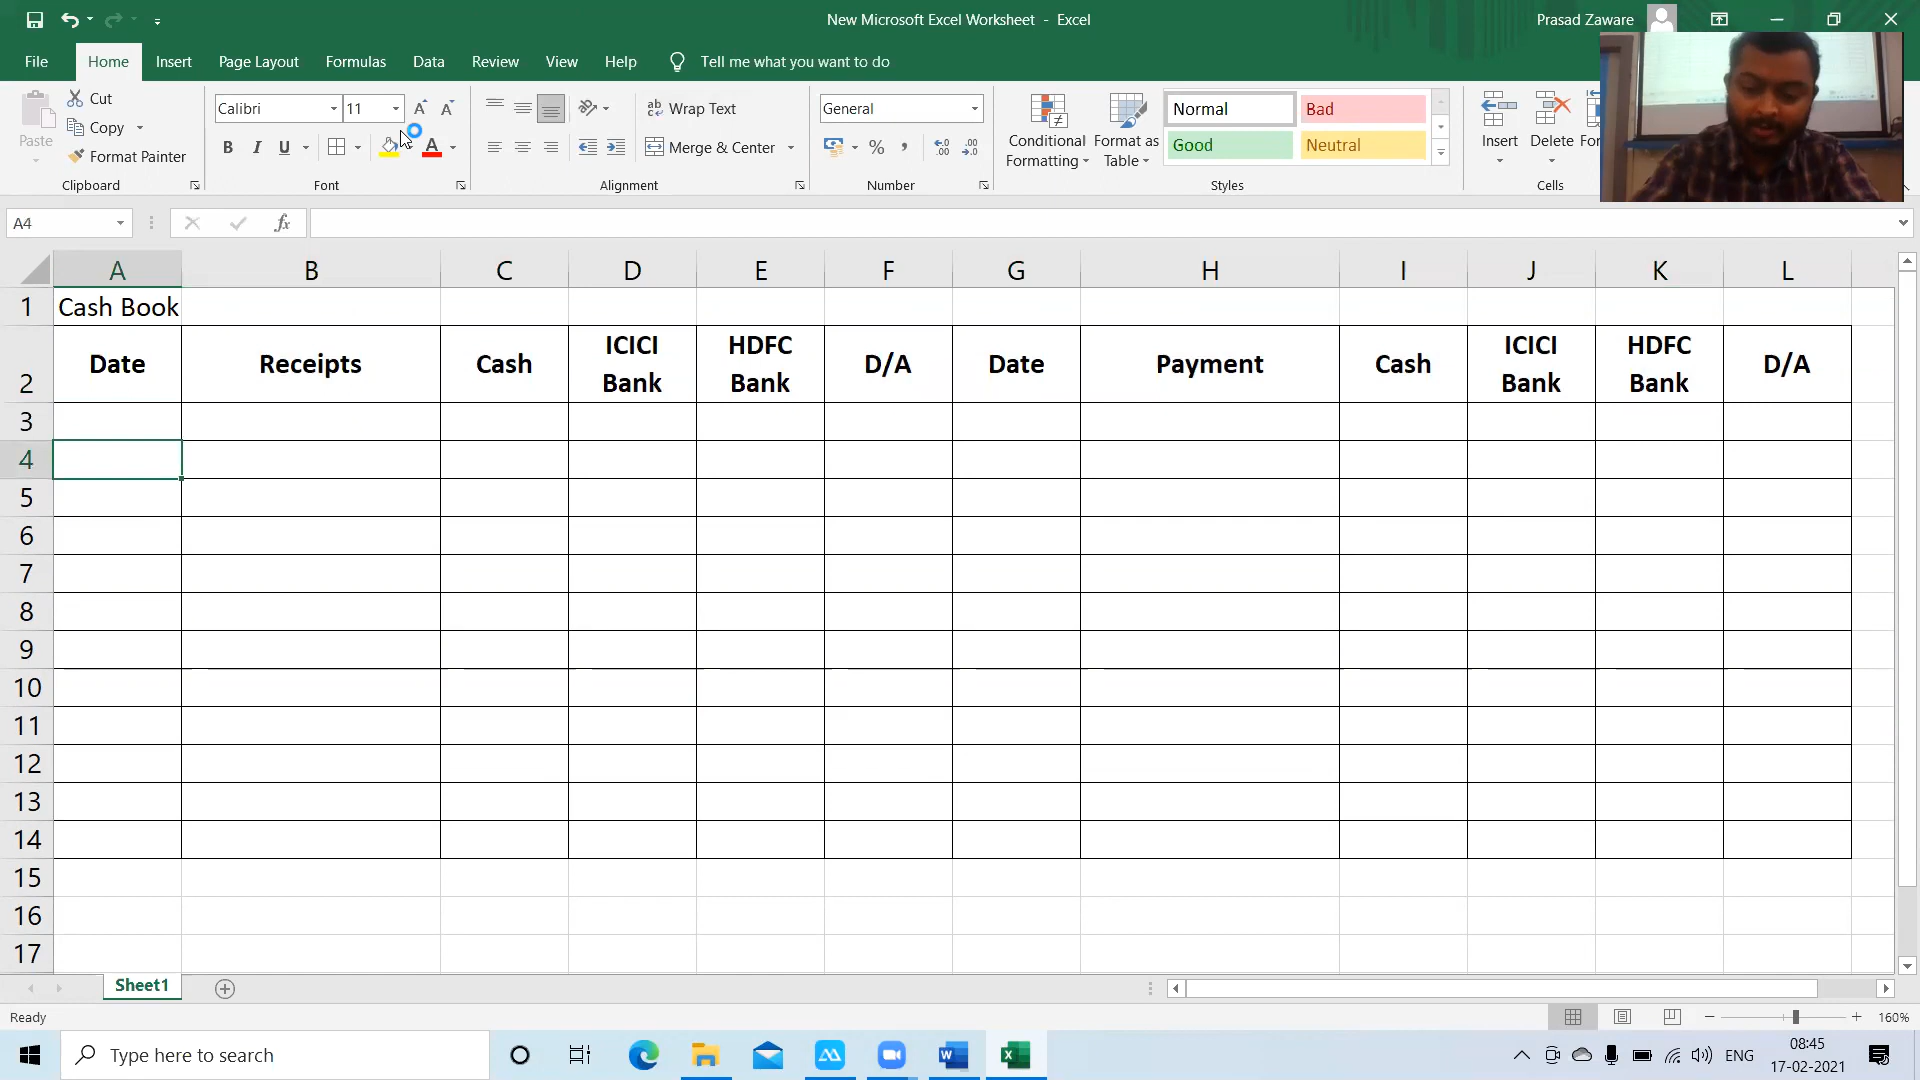 New Microsoft Excel Worksheet - Excel
Prasad Zaware
File Home Insert Page Layout Formulas Data Review View Help Tell me what you want to do
Cut
Copy
Format Painter
Paste
Clipboard
Calibri 11
B I U
Font
Wrap Text
Merge & Center
Alignment
General
Number
Conditional Formatting
Format as Table
Normal Bad
Good Neutral
Styles
Insert Delete For
Cells
A4
fx
A B C D E F G H I J K L
1 Cash Book
2 Date Receipts Cash ICICI Bank HDFC Bank D/A Date Payment Cash ICICI Bank HDFC Bank D/A
3
4
5
6
7
8
9
10
11
12
13
14
15
16
17
Sheet1
Ready
160%
Type here to search
ENG
08:45
17-02-2021